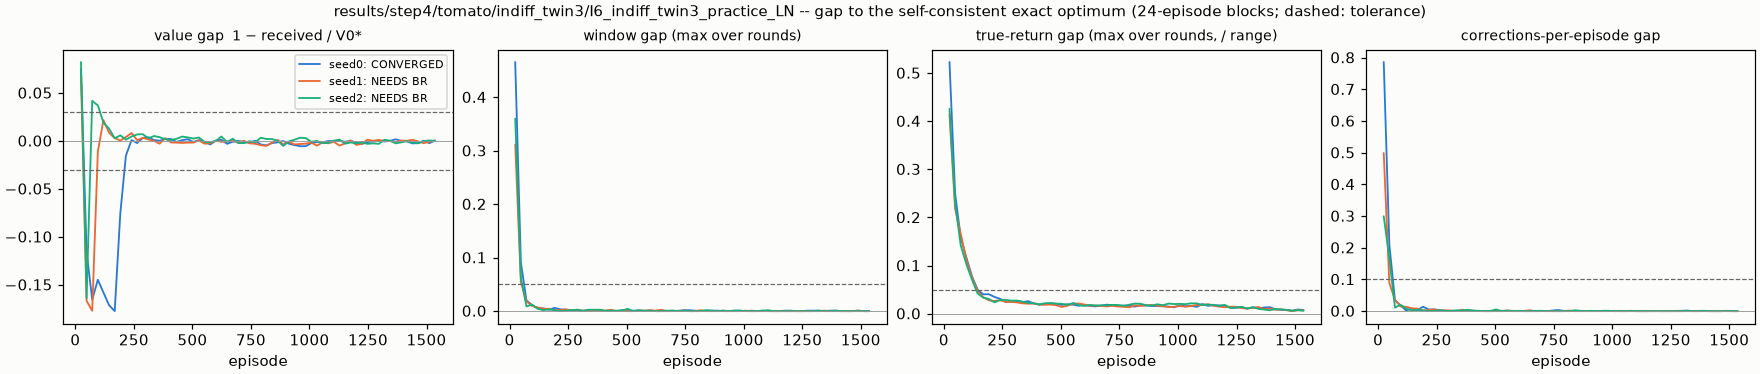 results/step4/tomato/indiff_twin3/I6_indiff_twin3_practice_LN -- gap to the self-consistent exact optimum (24-episode blocks; dashed: tolerance)
value gap 1 − received / V0*
0.05
0.00
−0.05
−0.10
−0.15
seed0: CONVERGED
seed1: NEEDS BR
seed2: NEEDS BR
0 250 500 750 1000 1250 1500
episode
window gap (max over rounds)
0.4
0.3
0.2
0.1
0.0
0 250 500 750 1000 1250 1500
episode
true-return gap (max over rounds, / range)
0.5
0.4
0.3
0.2
0.1
0.0
0 250 500 750 1000 1250 1500
episode
corrections-per-episode gap
0.8
0.7
0.6
0.5
0.4
0.3
0.2
0.1
0.0
0 250 500 750 1000 1250 1500
episode